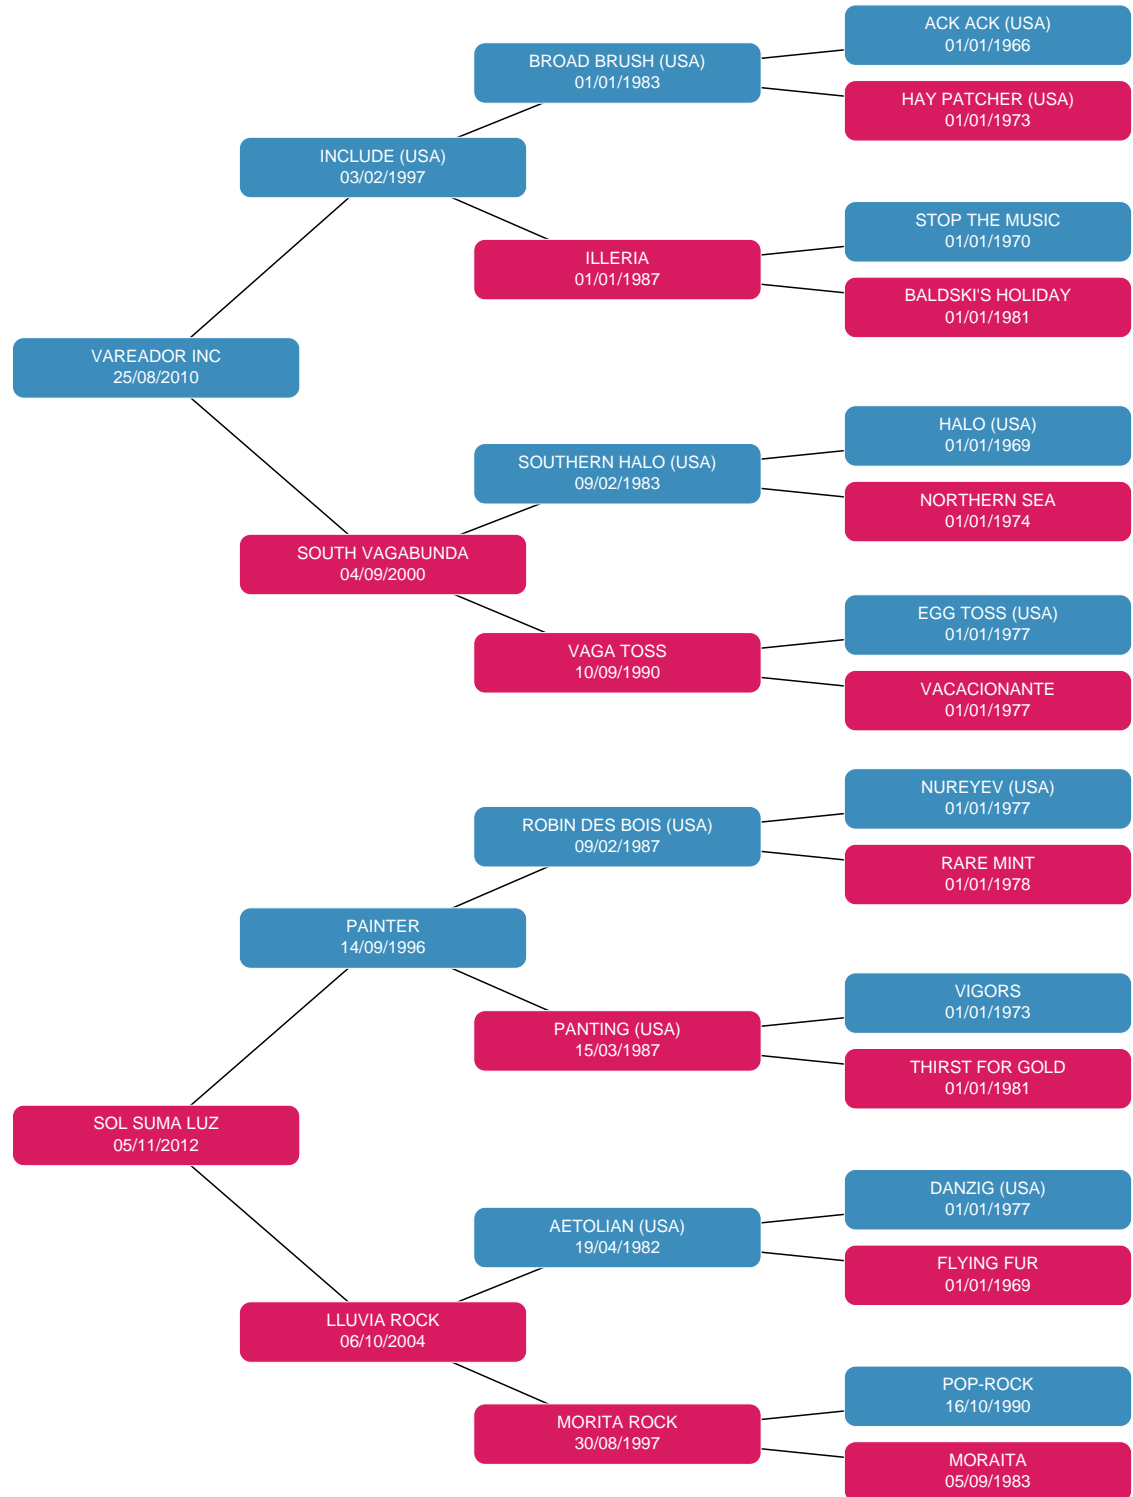 ACK ACK (USA)
01/01/1966
BROAD BRUSH (USA)
01/01/1983
HAY PATCHER (USA)
01/01/1973
INCLUDE (USA)
03/02/1997
STOP THE MUSIC
01/01/1970
ILLERIA
01/01/1987
BALDSKI'S HOLIDAY
01/01/1981
VAREADOR INC
25/08/2010
HALO (USA)
01/01/1969
SOUTHERN HALO (USA)
09/02/1983
NORTHERN SEA
01/01/1974
SOUTH VAGABUNDA
04/09/2000
EGG TOSS (USA)
01/01/1977
VAGA TOSS
10/09/1990
VACACIONANTE
01/01/1977
NUREYEV (USA)
01/01/1977
ROBIN DES BOIS (USA)
09/02/1987
RARE MINT
01/01/1978
PAINTER
14/09/1996
VIGORS
01/01/1973
PANTING (USA)
15/03/1987
THIRST FOR GOLD
01/01/1981
SOL SUMA LUZ
05/11/2012
DANZIG (USA)
01/01/1977
AETOLIAN (USA)
19/04/1982
FLYING FUR
01/01/1969
LLUVIA ROCK
06/10/2004
POP-ROCK
16/10/1990
MORITA ROCK
30/08/1997
MORAITA
05/09/1983